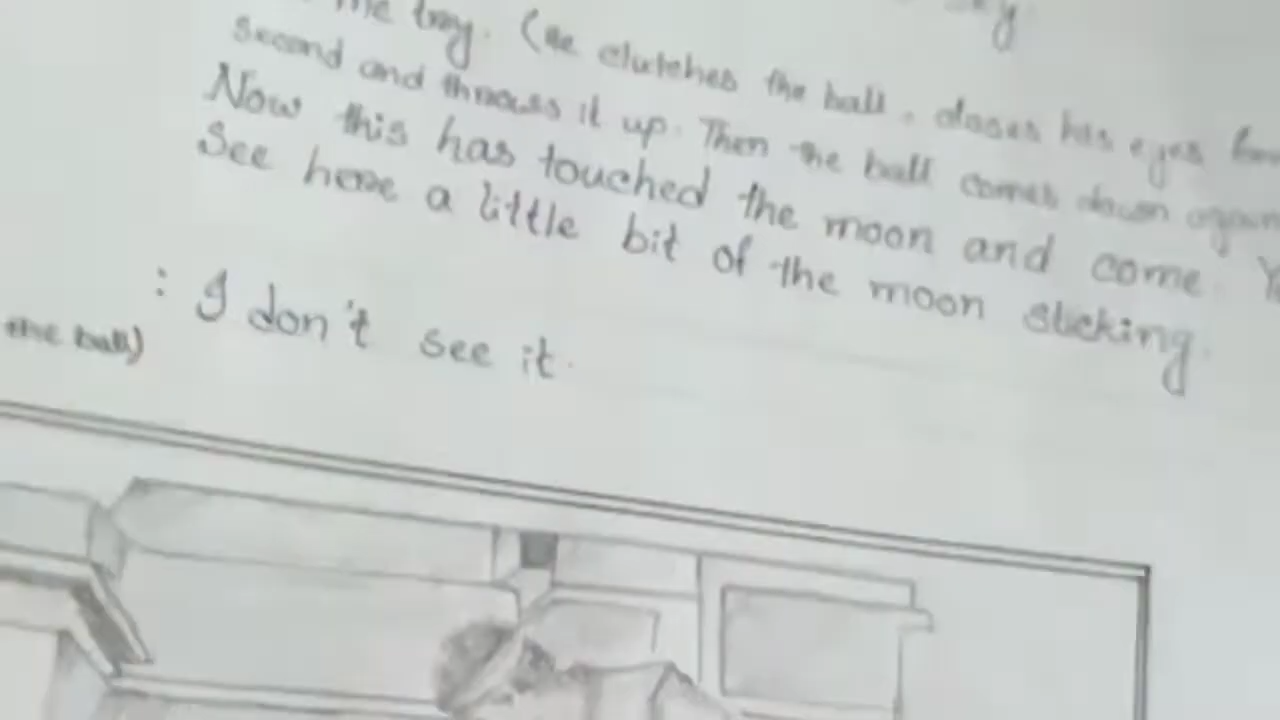 me try. (He clutches the ball, closes his eyes for
second and throws it up. Then the ball comes down again
Now this has touched the moon and come.
See here a little bit of the moon sticking.
: I don't see it.
the ball)